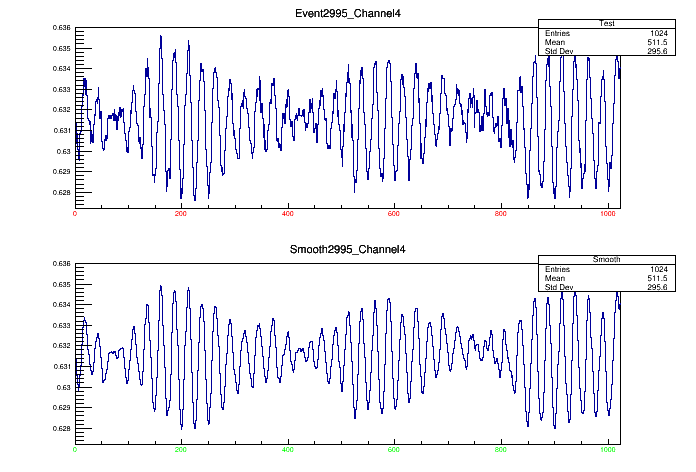 Event2995_Channel4
Test
Entries 1024
Mean 511.5
Std Dev 295.6
0.636
0.635
0.634
0.633
0.632
0.631
0.63
0.629
0.628
0 200 400 600 800 1000
Smooth2995_Channel4
Smooth
Entries 1024
Mean 511.5
Std Dev 295.6
0.636
0.635
0.634
0.633
0.632
0.631
0.63
0.629
0.628
0 200 400 600 800 1000